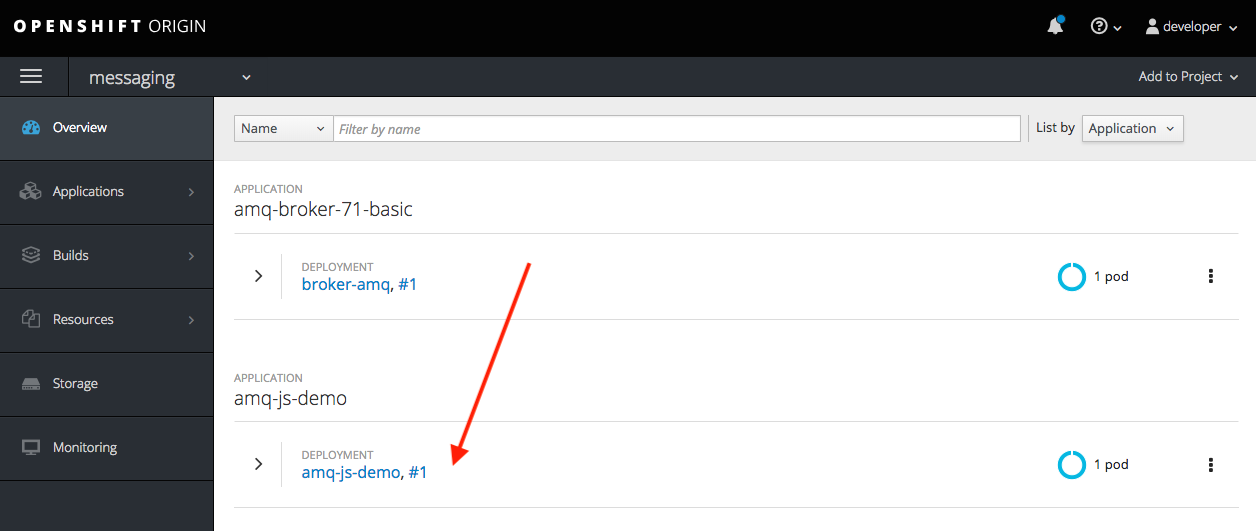 OPENSHIFT ORIGIN
developer
messaging
Add to Project
Overview
Name
Filter by name
List by
Application
Applications
Builds
Resources
Storage
Monitoring
APPLICATION
amq-broker-71-basic
DEPLOYMENT
broker-amq, #1
1 pod
APPLICATION
amq-js-demo
DEPLOYMENT
amq-js-demo, #1
1 pod